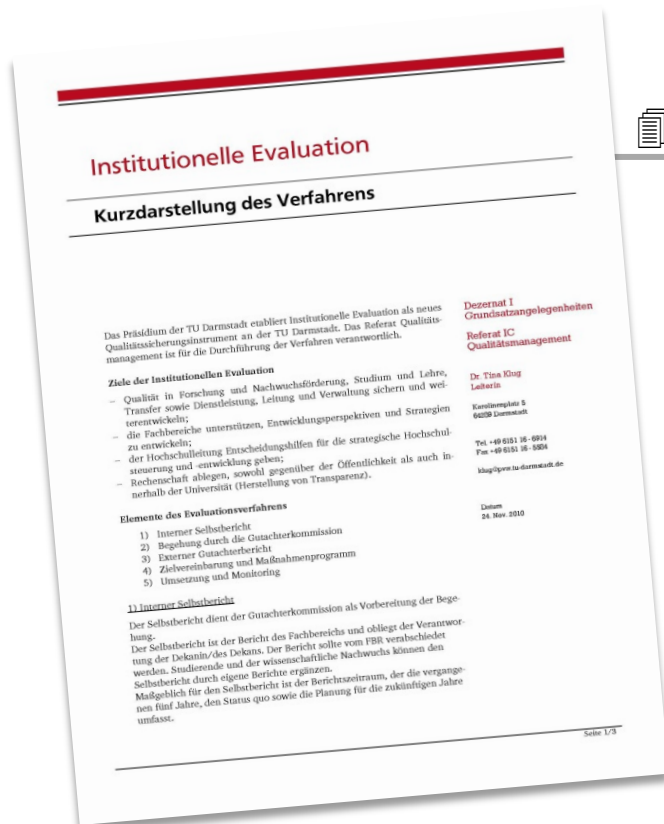 Institutionelle Evaluation
Kurzdarstellung des Verfahrens
Das Präsidium der TU Darmstadt etabliert Institutionelle Evaluation als neues
Qualitätssicherungsinstrument an der TU Darmstadt. Das Referat Qualitäts-
management ist für die Durchführung der Verfahren verantwortlich.
Ziele der Institutionellen Evaluation
– Qualität in Forschung und Nachwuchsförderung, Studium und Lehre,
Transfer sowie Dienstleistung, Leitung und Verwaltung sichern und wei-
terentwickeln;
– die Fachbereiche unterstützen, Entwicklungsperspektiven und Strategien
zu entwickeln;
– der Hochschulleitung Entscheidungshilfen für die strategische Hochschul-
steuerung und -entwicklung geben;
– Rechenschaft ablegen, sowohl gegenüber der Öffentlichkeit als auch in-
nerhalb der Universität (Herstellung von Transparenz).
Elemente des Evaluationsverfahrens
1) Interner Selbstbericht
2) Begehung durch die Gutachterkommission
3) Externer Gutachterbericht
4) Zielvereinbarung und Maßnahmenprogramm
5) Umsetzung und Monitoring
1) Interner Selbstbericht
Der Selbstbericht dient der Gutachterkommission als Vorbereitung der Bege-
hung.
Der Selbstbericht ist der Bericht des Fachbereichs und obliegt der Verantwor-
tung der Dekanin/des Dekans. Der Bericht sollte vom FBR verabschiedet
werden. Studierende und der wissenschaftliche Nachwuchs können den
Selbstbericht durch eigene Berichte ergänzen.
Maßgeblich für den Selbstbericht ist der Berichtszeitraum, der die vergange-
nen fünf Jahre, den Status quo sowie die Planung für die zukünftigen Jahre
umfasst.
Dezernat I
Grundsatzangelegenheiten
Referat IC
Qualitätsmanagement
Dr. Tina Klug
Leiterin
Karolinenplatz 5
64289 Darmstadt
Tel. +49 6151 16 - 6914
Fax +49 6151 16 - 5504
klug@pvw.tu-darmstadt.de
Datum
24. Nov. 2010
Seite 1/3